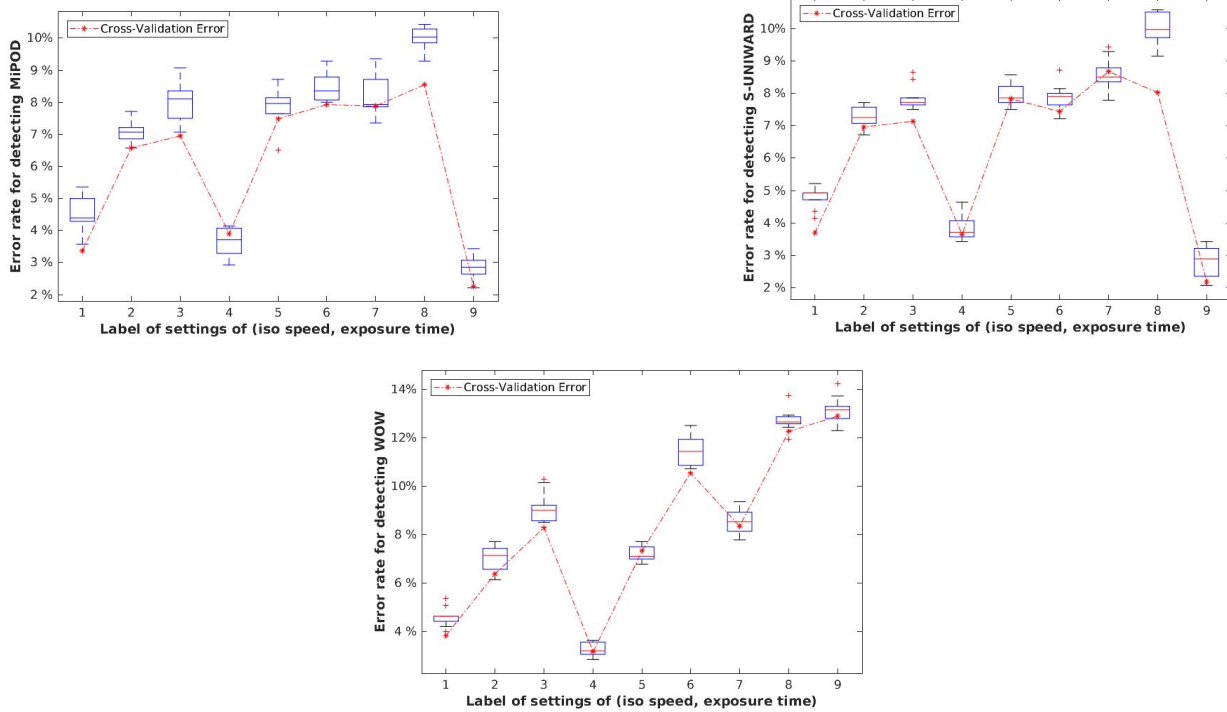 Cross-Validation Error
10%
9 %
8 %
7 %
6 %
5 %
4 %
3 %
2 %
Error rate for detecting MiPOD
1 2 3 4 5 6 7 8 9
Label of settings of (iso speed, exposure time)
Cross-Validation Error
10%
9 %
8 %
7 %
6 %
5 %
4 %
3 %
2 %
Error rate for detecting S-UNIWARD
1 2 3 4 5 6 7 8 9
Label of settings of (iso speed, exposure time)
Cross-Validation Error
14%
12%
10%
8 %
6 %
4 %
Error rate for detecting WOW
1 2 3 4 5 6 7 8 9
Label of settings of (iso speed, exposure time)